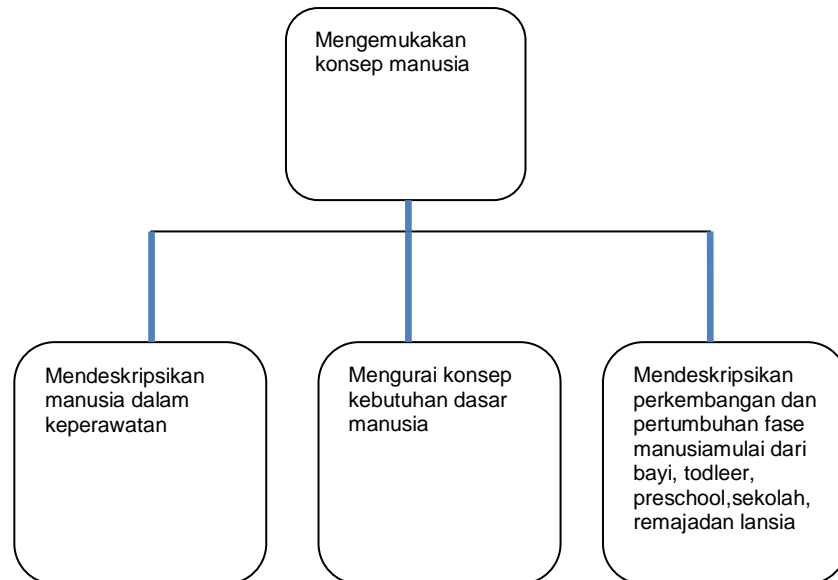 Mengemukakan
konsep manusia
Mendeskripsikan
manusia dalam
keperawatan
Mengurai konsep
kebutuhan dasar
manusia
Mendeskripsikan
perkembangan dan
pertumbuhan fase
manusiamulai dari
bayi, todleer,
preschool,sekolah,
remajadan lansia